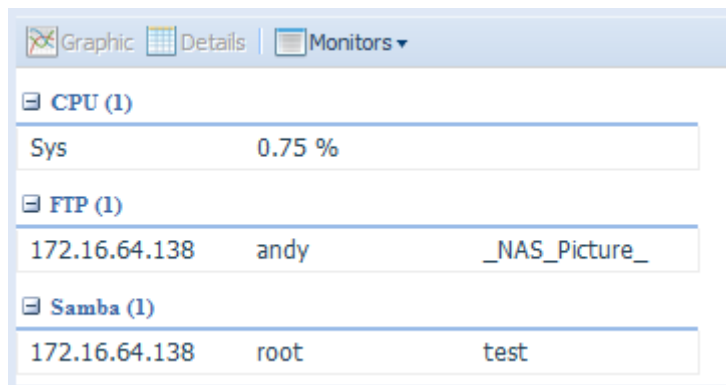 Graphic Details Monitors
CPU (1)
Sys 0.75 %
FTP (1)
172.16.64.138 andy _NAS_Picture_
Samba (1)
172.16.64.138 root test